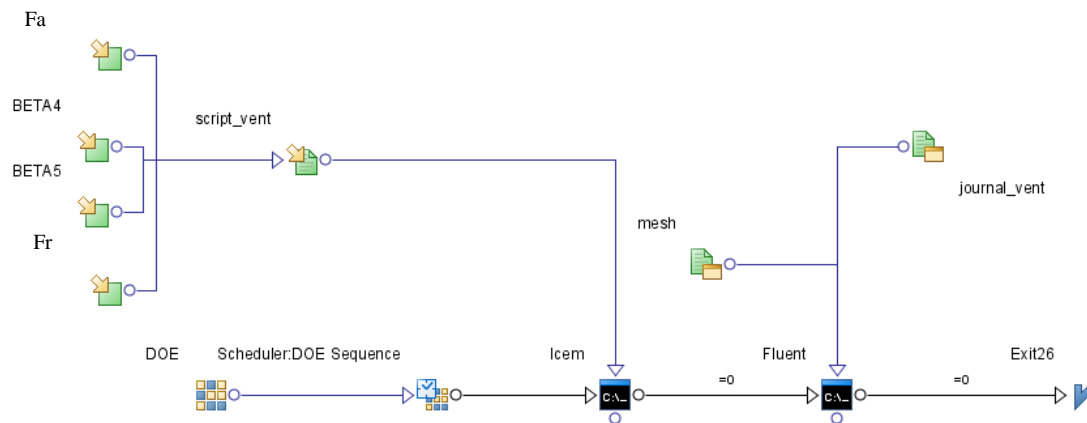 Fa
BETA4
script_vent
BETA5
journal_vent
Fr
mesh
DOE Scheduler:DOE Sequence Icem Fluent Exit26
=0 =0
C:\_ C:\_